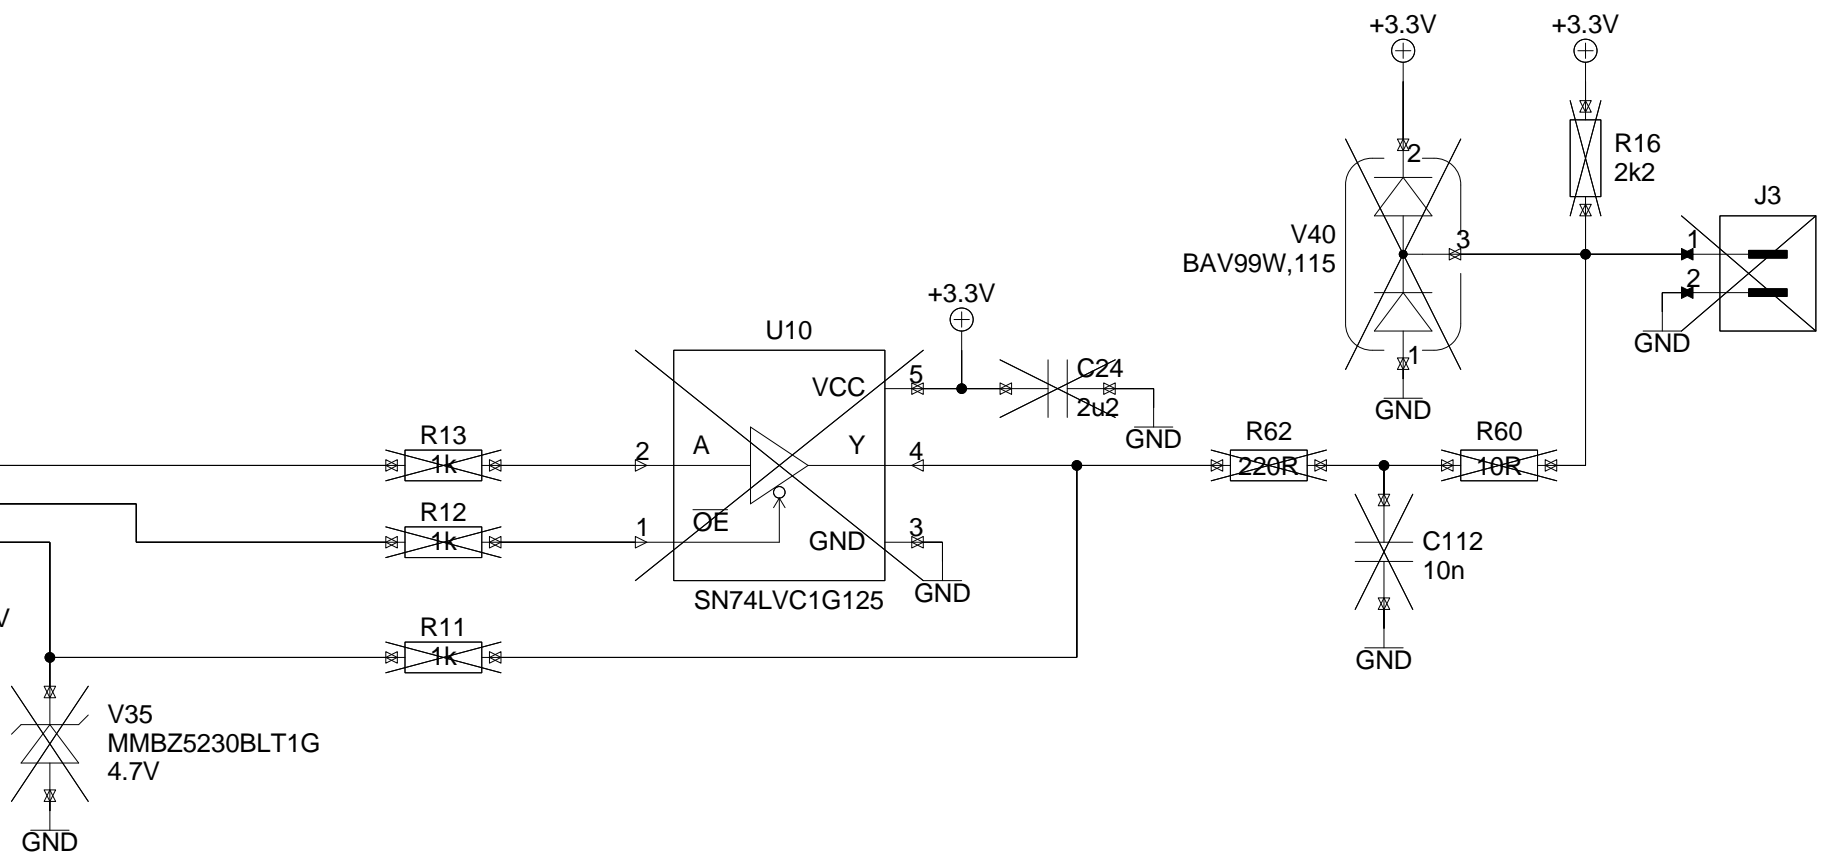 +3.3V
+3.3V
2
R16
2k2
J3
V40
BAV99W,115
3
1
2
GND
1
GND
+3.3V
U10
VCC
5
C24
2u2
GND
R13
1k
2
A
Y
4
R62
220R
R60
10R
R12
1k
1
OE
GND
3
GND
SN74LVC1G125
C112
10n
GND
V
R11
1k
V35
MMBZ5230BLT1G
4.7V
GND